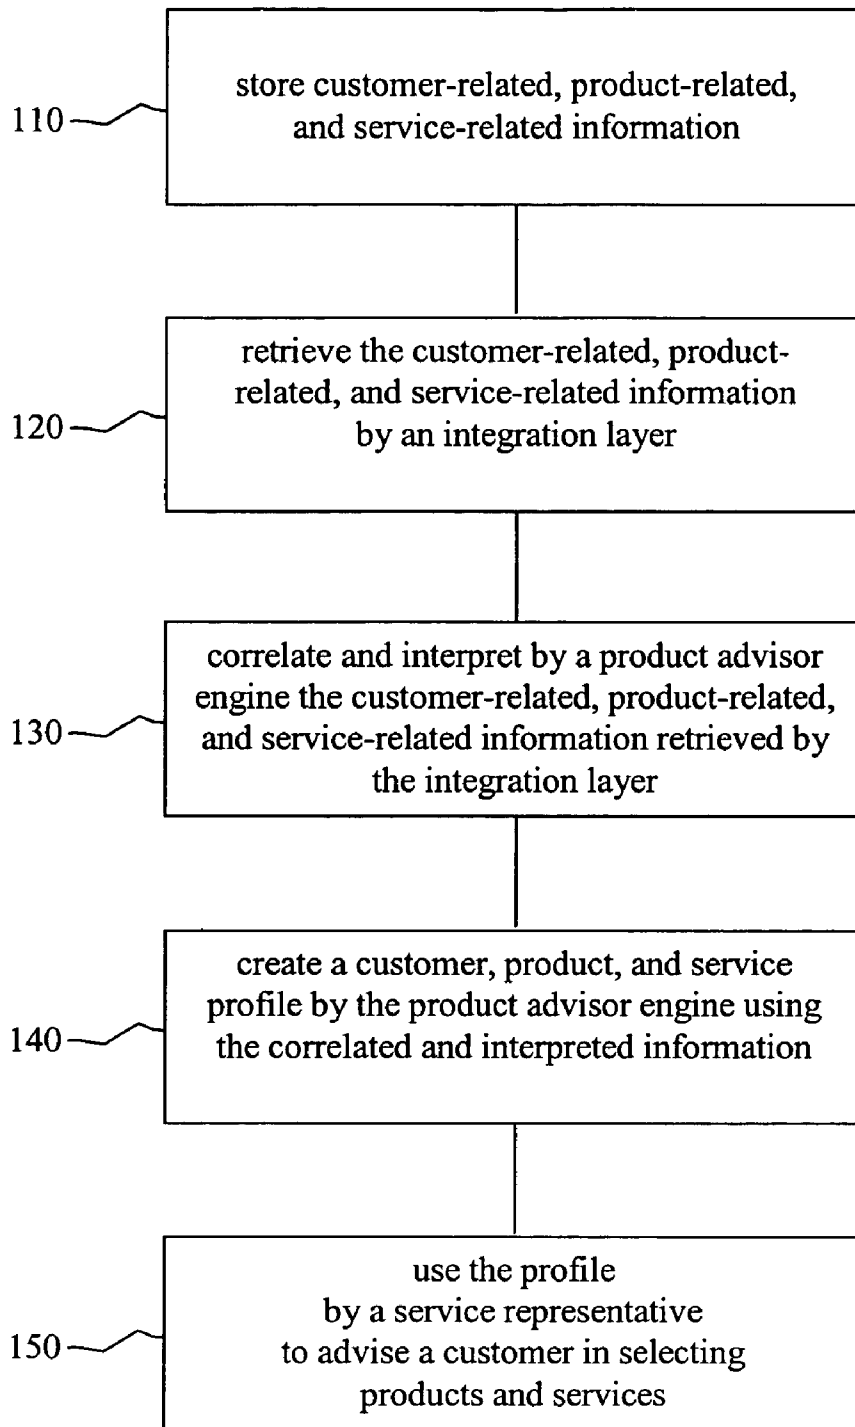 110
store customer-related, product-related,
and service-related information
120
retrieve the customer-related, product-
related, and service-related information
by an integration layer
130
correlate and interpret by a product advisor
engine the customer-related, product-related,
and service-related information retrieved by
the integration layer
140
create a customer, product, and service
profile by the product advisor engine using
the correlated and interpreted information
150
use the profile
by a service representative
to advise a customer in selecting
products and services